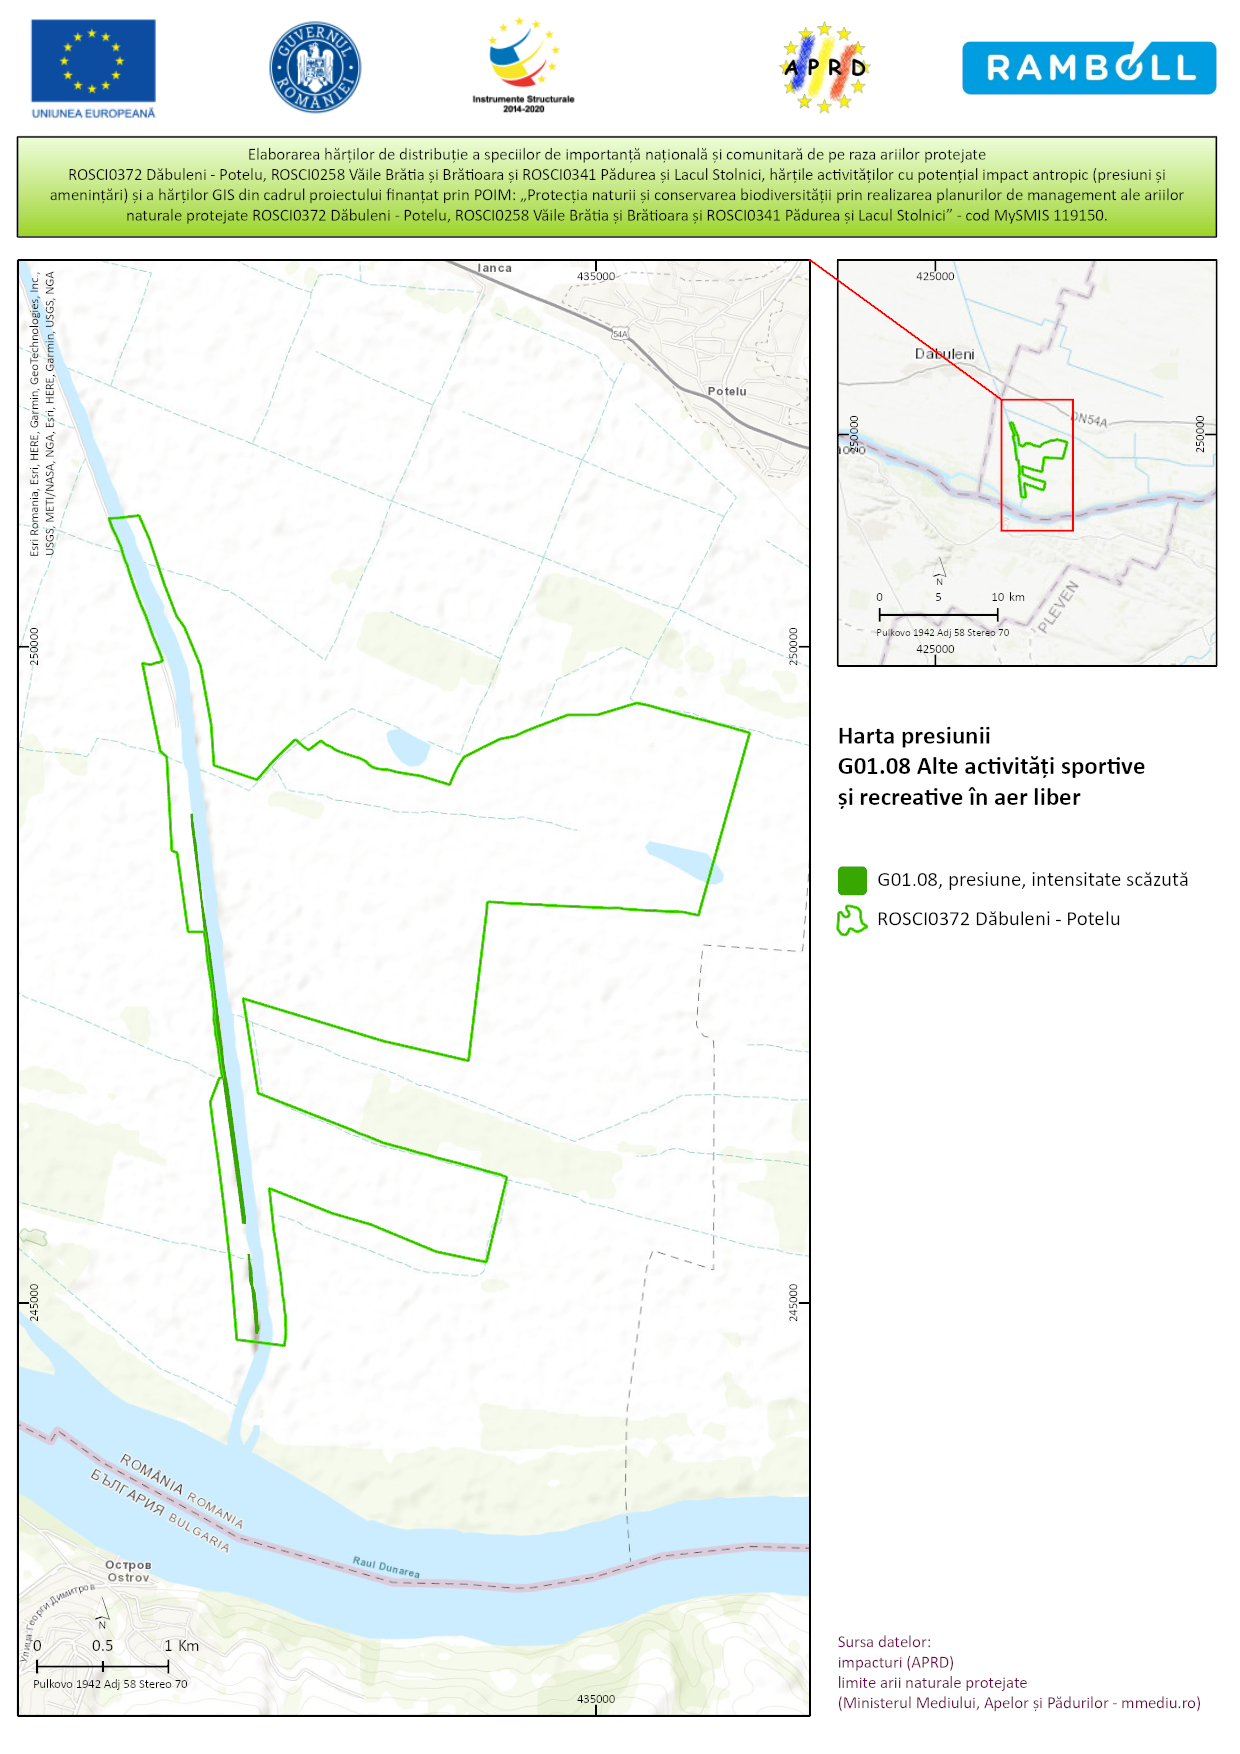 UNIUNEA EUROPEANĂ
GUVERNUL ROMÂNIEI
Instrumente Structurale
2014-2020
APRD
RAMBOLL
Elaborarea hărților de distribuție a speciilor de importanță națională și comunitară de pe raza ariilor protejate
ROSCI0372 Dăbuleni - Potelu, ROSCI0258 Văile Brătia și Brătioara și ROSCI0341 Pădurea și Lacul Stolnici, hărțile activităților cu potențial impact antropic (presiuni și
amenințări) și a hărților GIS din cadrul proiectului finanțat prin POIM: „Protecția naturii si conservarea biodiversității prin realizarea planurilor de management ale ariilor
naturale protejate ROSCI0372 Dăbuleni - Potelu, ROSCI0258 Văile Brătia și Brătioara și ROSCI0341 Pădurea și Lacul Stolnici” - cod MySMIS 119150.
Esri Romania, Esri, HERE, Garmin, GeoTechnologies, Inc.,
USGS, METI/NASA, NGA, Esri, HERE, Garmin, USGS, NGA
Ianca
435000
54A
Potelu
250000
250000
245000
245000
ROMÂNIA ROMANIA
БЪЛГАРИЯ BULGARIA
Raul Dunarea
Остров
Ostrov
Улица Георги Димитров
N
0 0.5 1 Km
Pulkovo 1942 Adj 58 Stereo 70
435000
425000
Dabuleni
DN54A
250000
250000
N
0 5 10 km
Pulkovo 1942 Adj 58 Stereo 70
PLEVEN
425000
Harta presiunii
G01.08 Alte activități sportive
și recreative în aer liber
G01.08, presiune, intensitate scăzută
ROSCI0372 Dăbuleni - Potelu
Sursa datelor:
impacturi (APRD)
limite arii naturale protejate
(Ministerul Mediului, Apelor și Pădurilor - mmediu.ro)